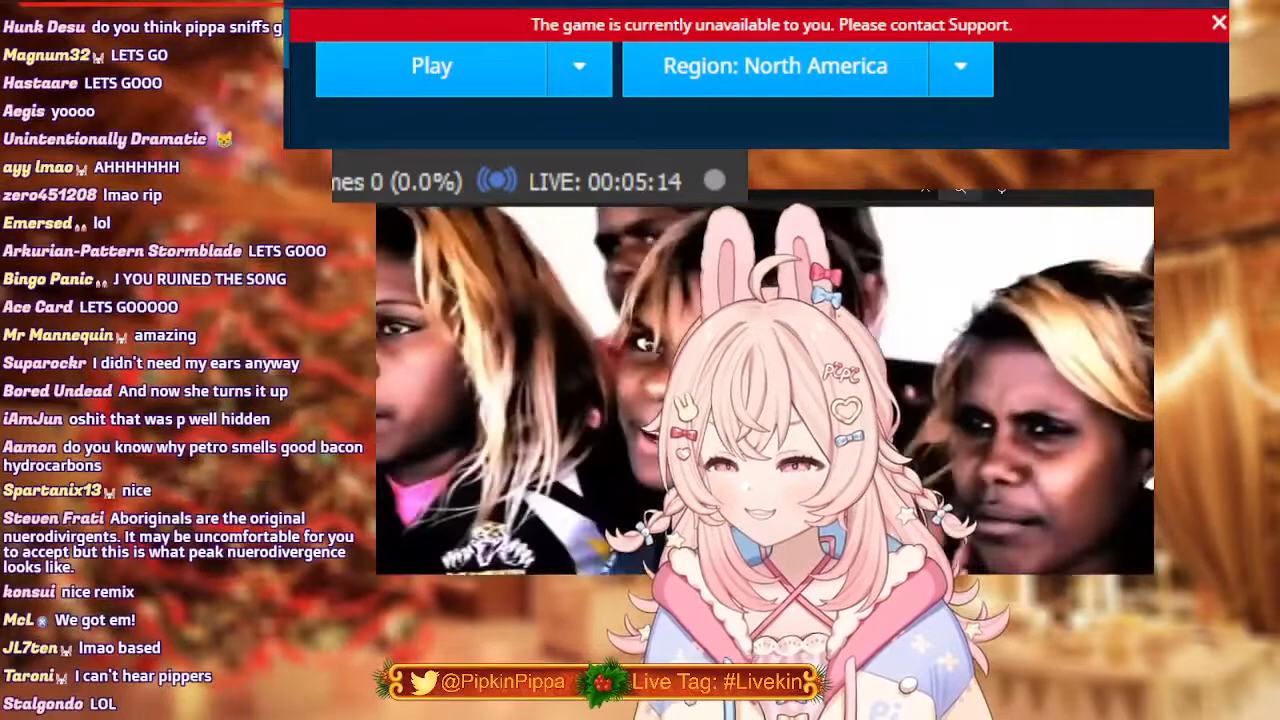 The game is currently unavailable to you. Please contact Support.
Play
Region: North America
0 (0.0%)
LIVE: 00:05:14
Hunk Desu do you think pippa sniffs
Magnum32 LETS GO
Hastaare LETS GOOO
Aegis yoooo
Unintentionally Dramatic
ayy lmao AHHHHHHH
zero451208 lmao rip
Emersed lol
Arkurian-Pattern Stormblade LETS GOOO
Bingo Panic J YOU RUINED THE SONG
Ace Card LETS GOOOOO
Mr Mannequin amazing
Suparockr I didn't need my ears anyway
Bored Undead And now she turns it up
iAmJun oshit that was p well hidden
Aamon do you know why petro smells good bacon
hydrocarbons
Spartanix13 nice
Steven Frati Aboriginals are the original
nuerodivirgents. It may be uncomfortable for you
to accept but this is what peak nuerodivergence
looks like.
konsui nice remix
McL We got em!
JL7ten lmao based
Taroni I can't hear pippers
Stalgondo LOL
PiPi
@PipkinPippa
Live Tag: #Livekin